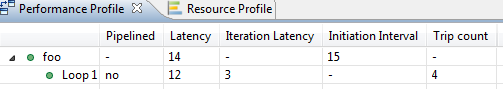 Performance Profile Resource Profile
Pipelined Latency Iteration Latency Initiation Interval Trip count
foo - 14 - 15 -
Loop 1 no 12 3 - 4